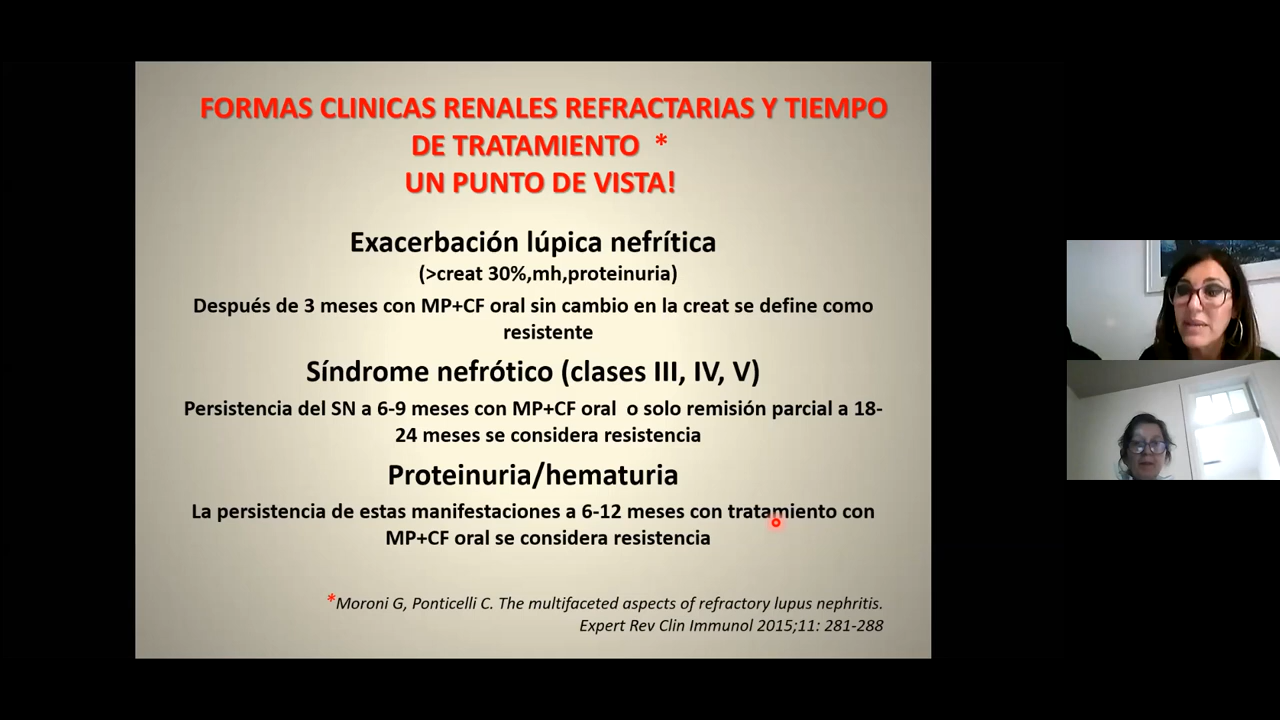 FORMAS CLINICAS RENALES REFRACTARIAS Y TIEMPO
DE TRATAMIENTO *
UN PUNTO DE VISTA!
Exacerbación lúpica nefrítica
(>creat 30%,mh,proteinuria)
Después de 3 meses con MP+CF oral sin cambio en la creat se define como
resistente
Síndrome nefrótico (clases III, IV, V)
Persistencia del SN a 6-9 meses con MP+CF oral o solo remisión parcial a 18-
24 meses se considera resistencia
Proteinuria/hematuria
La persistencia de estas manifestaciones a 6-12 meses con tratamiento con
MP+CF oral se considera resistencia
*Moroni G, Ponticelli C. The multifaceted aspects of refractory lupus nephritis.
Expert Rev Clin Immunol 2015;11: 281-288